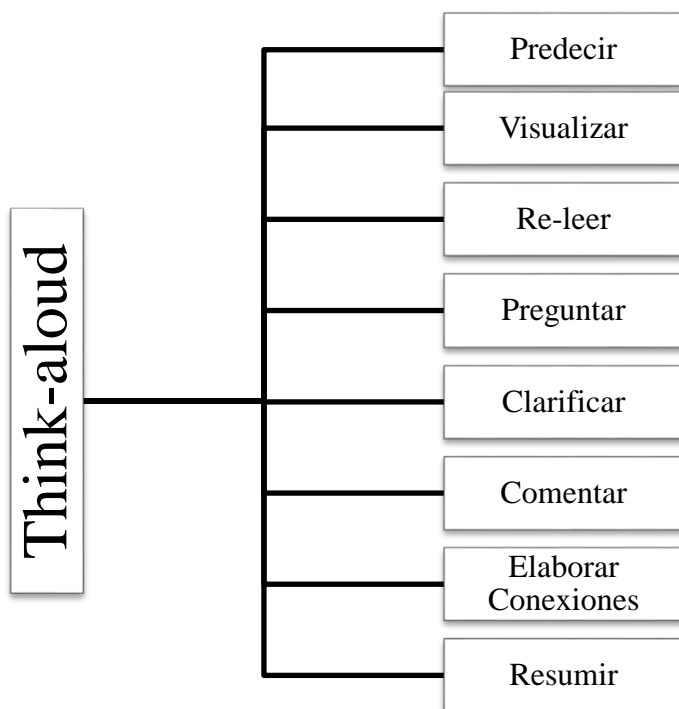 Think-aloud
Predecir
Visualizar
Re-leer
Preguntar
Clarificar
Comentar
Elaborar
Conexiones
Resumir